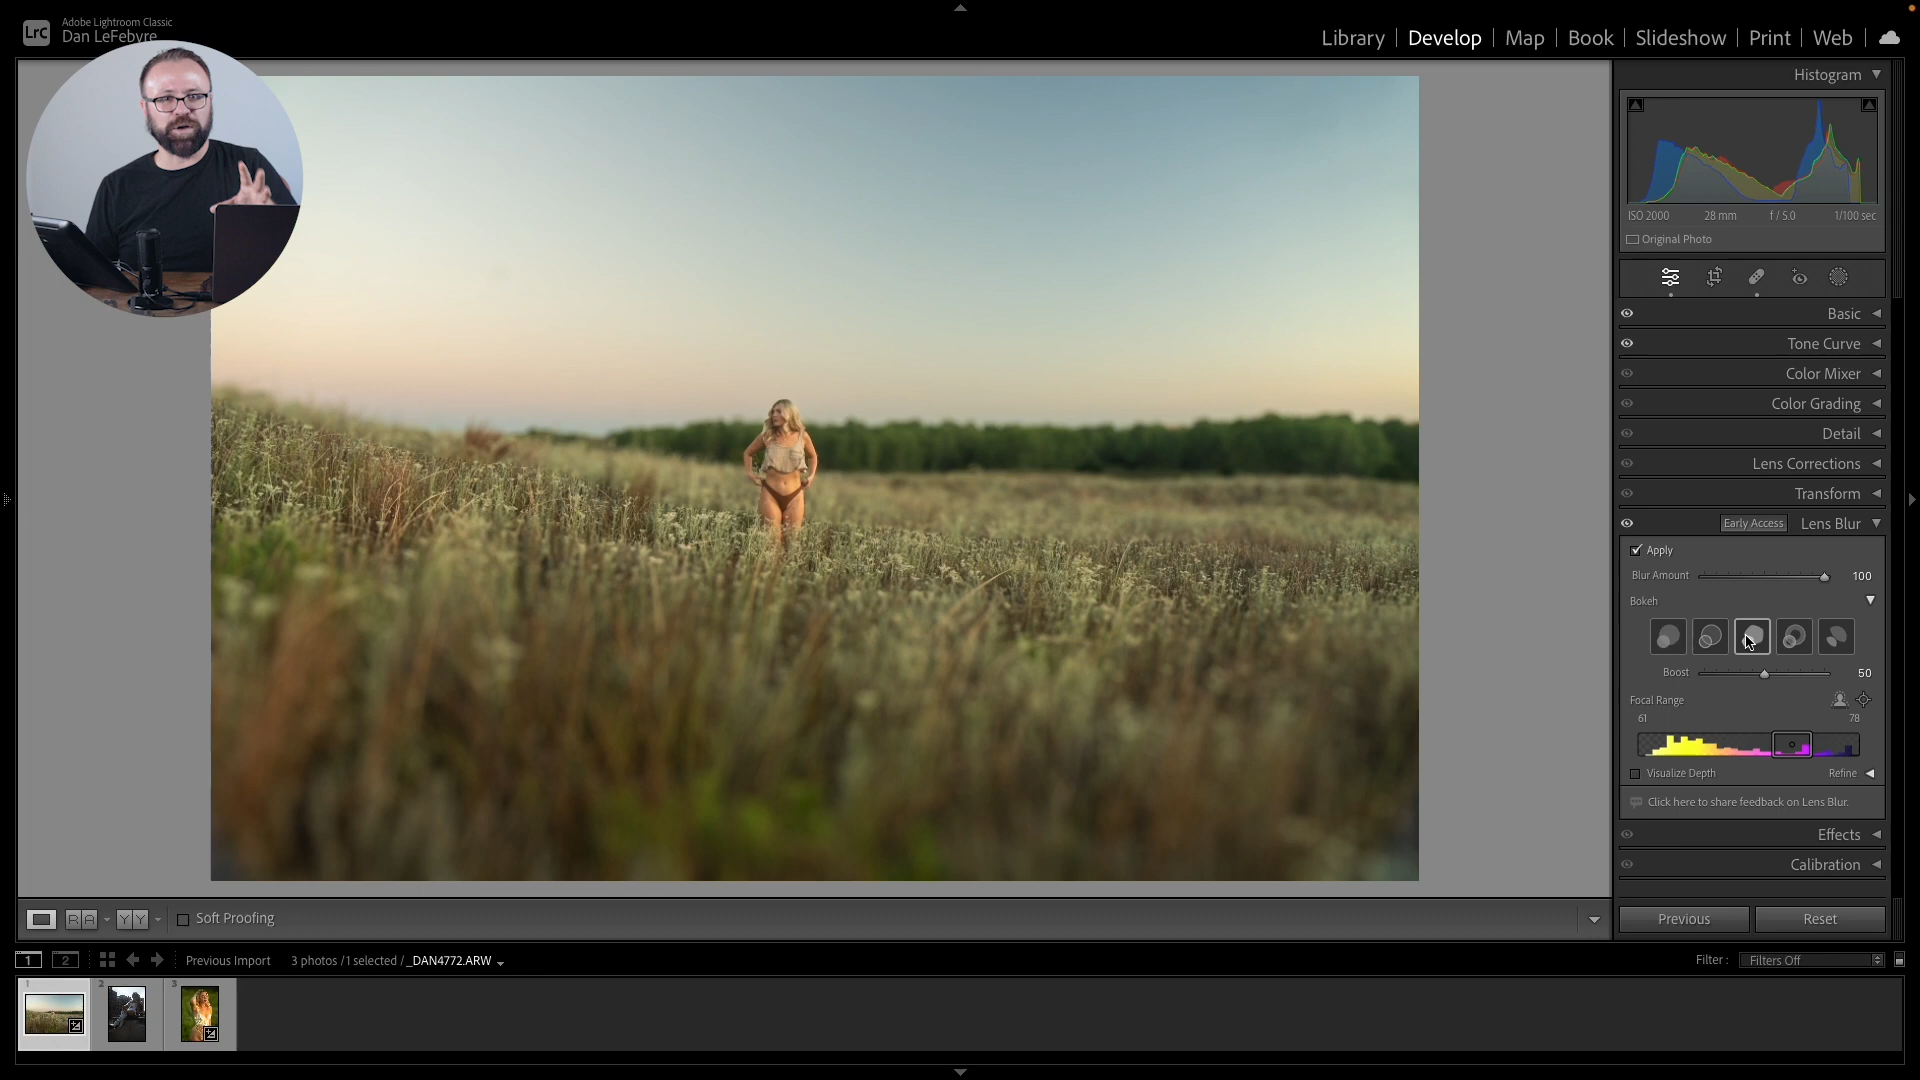 LrC
Adobe Lightroom Classic
Dan LeFebvre
Library | Develop | Map | Book | Slideshow | Print | Web
Histogram
ISO 2000 28 mm f / 5.0 1/100 sec
Original Photo
Basic
Tone Curve
Color Mixer
Color Grading
Detail
Lens Corrections
Transform
Early Access Lens Blur
Apply
Blur Amount 100
Bokeh
Boost 50
Focal Range
61 78
Visualize Depth Refine
Click here to share feedback on Lens Blur.
Effects
Calibration
Previous Reset
R A Y Y Soft Proofing
1 2 Previous Import 3 photos / 1 selected / _DAN4772.ARW Filter : Filters Off
1 2 3